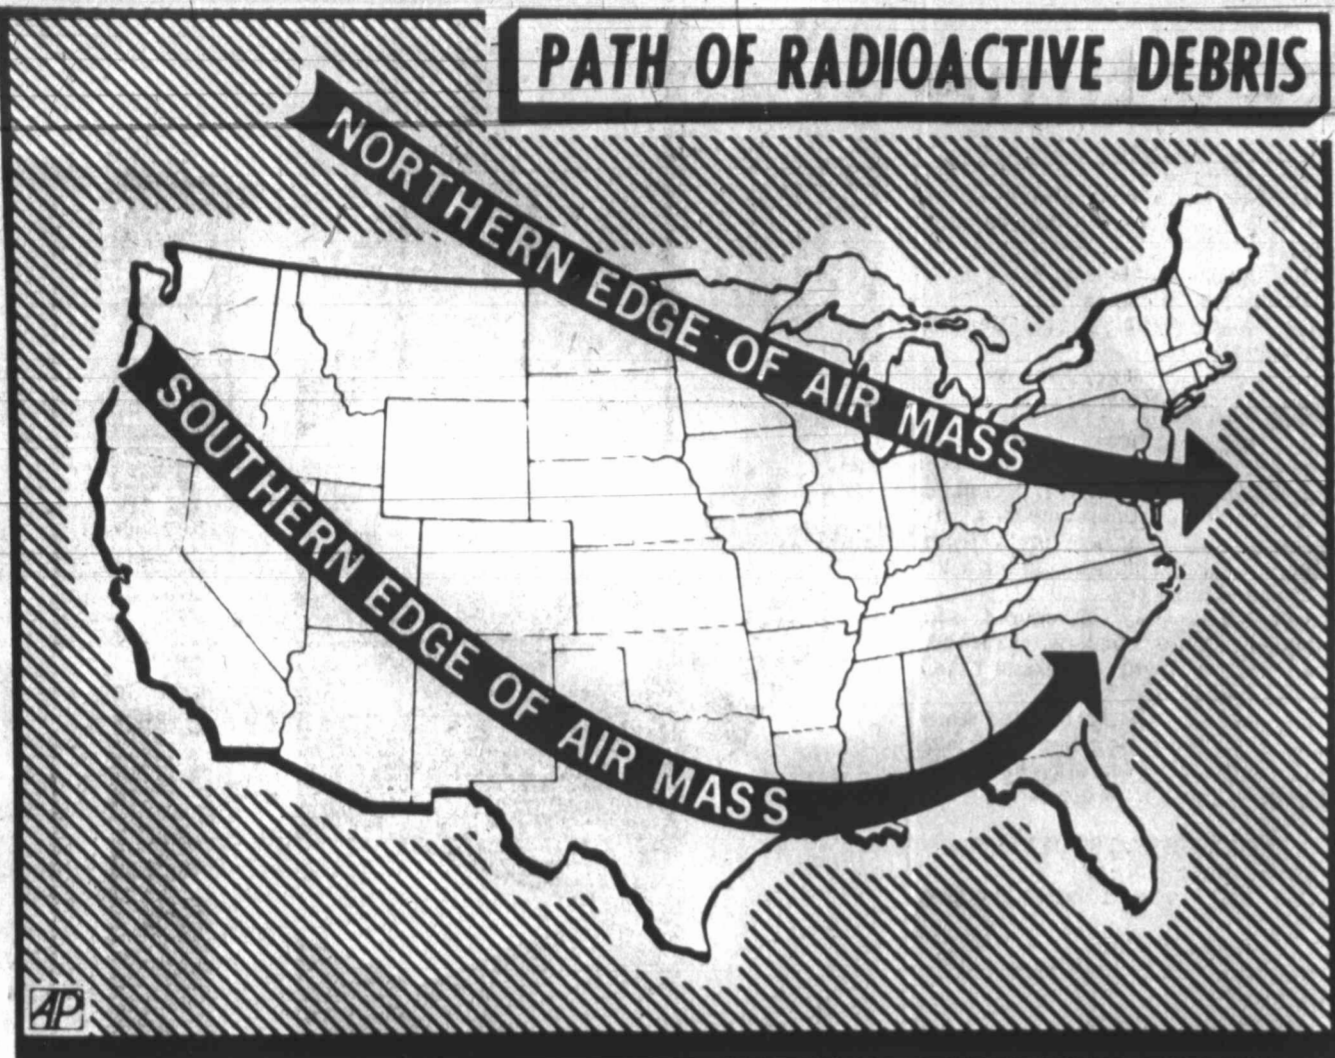 PATH OF RADIOACTIVE DEBRIS
NORTHERN EDGE OF AIR MASS
SOUTHERN EDGE OF AIR MASS
AP